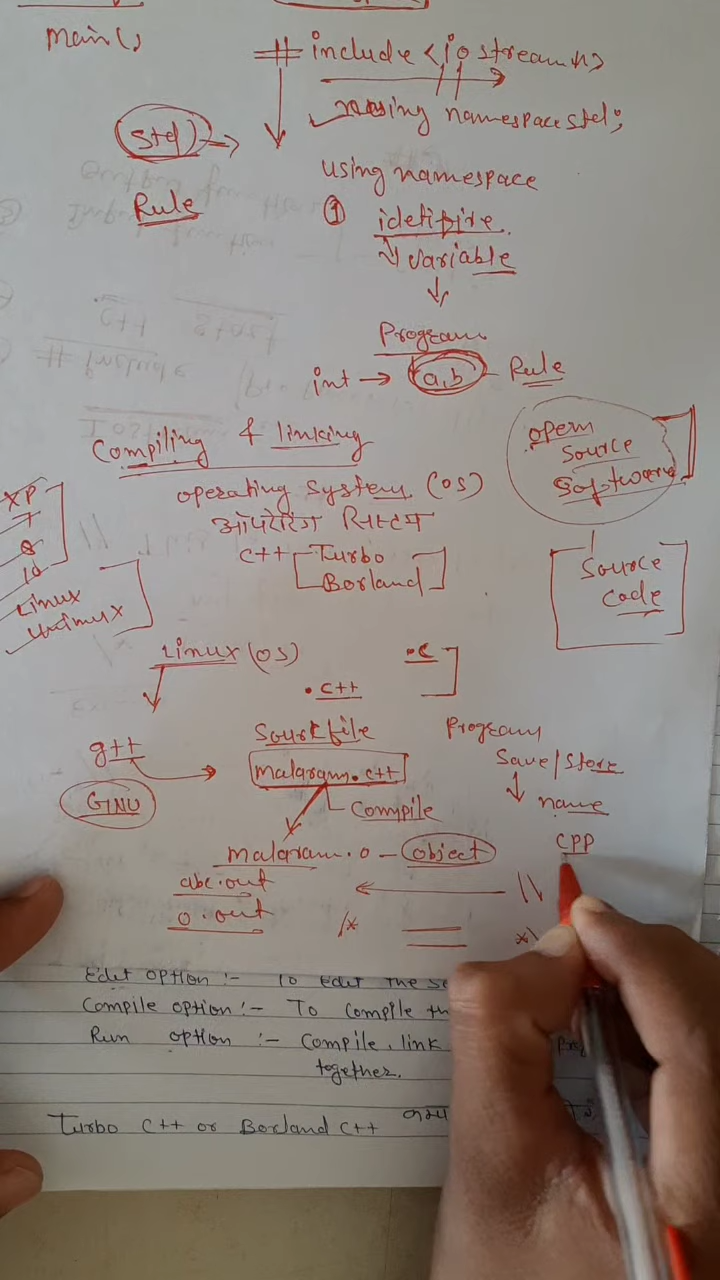 main()
# include <iostream.h>
using namespace std;
std →
using namespace
Rule
① idetifire
variable
↓
Program
int → a,b - Rule
Compiling & linking
open
source
Software
operating System (OS)
ऑपरेटिंग सिस्टम
XP
7
8
10
Linux
C++ Turbo
Borland
Source
Code
Linux (OS)
.C
.C++
g++
GNU
Sourkfile
malaram.c++
Compile
Program
Save/Store
↓ name
CPP
malaram.o - object
abc.out
o.out
← \\
/* *\
Edit option :- To Edit The
Compile option :- To compile
Run option :- Compile, link
together.
Turbo C++ or Borland C++